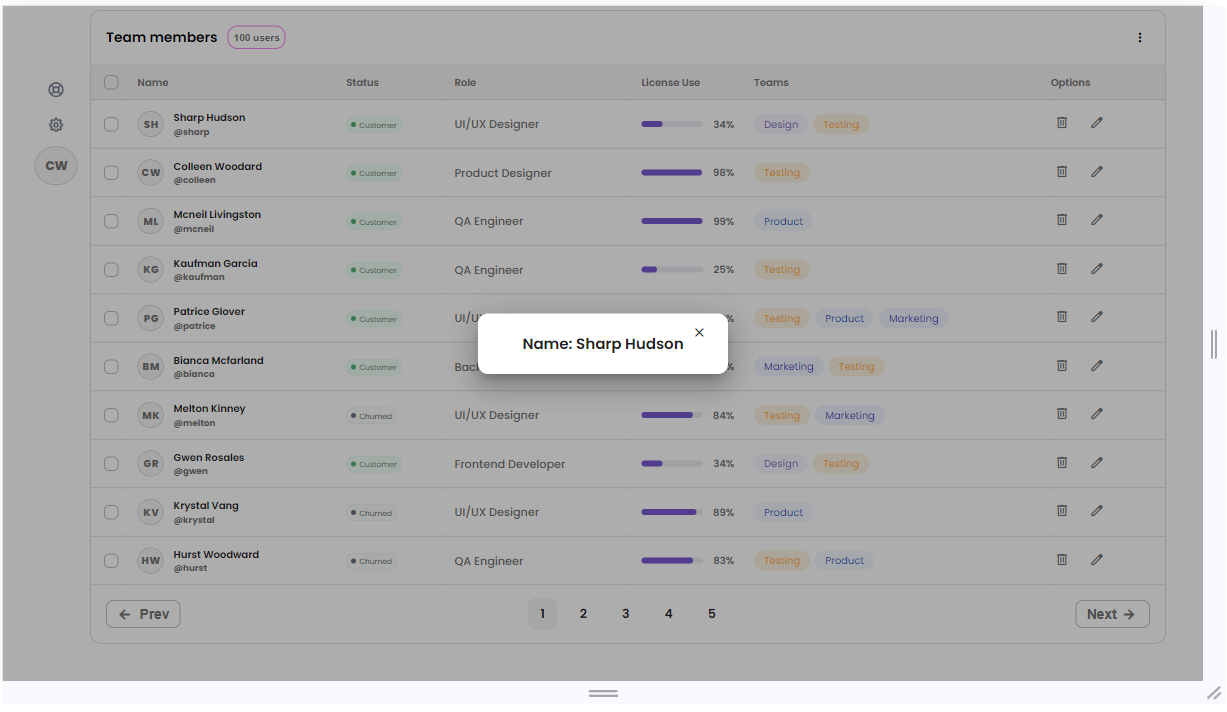 Team members 100 users
Name Status Role License Use Teams Options
SH Sharp Hudson @sharp Customer UI/UX Designer 34% Design Testing
CW
CW Colleen Woodard @colleen Customer Product Designer 98% Testing
ML Mcneil Livingston @mcneil Customer QA Engineer 99% Product
KG Kaufman Garcia @kaufman Customer QA Engineer 25% Testing
PG Patrice Glover @patrice Customer Testing Product Marketing
Name: Sharp Hudson
BM Bianca Mcfarland @bianca Customer Marketing Testing
MK Melton Kinney @melton Churned UI/UX Designer 84% Testing Marketing
GR Gwen Rosales @gwen Customer Frontend Developer 34% Design Testing
KV Krystal Vang @krystal Churned UI/UX Designer 89% Product
HW Hurst Woodward @hurst Churned QA Engineer 83% Testing Product
Prev 1 2 3 4 5 Next